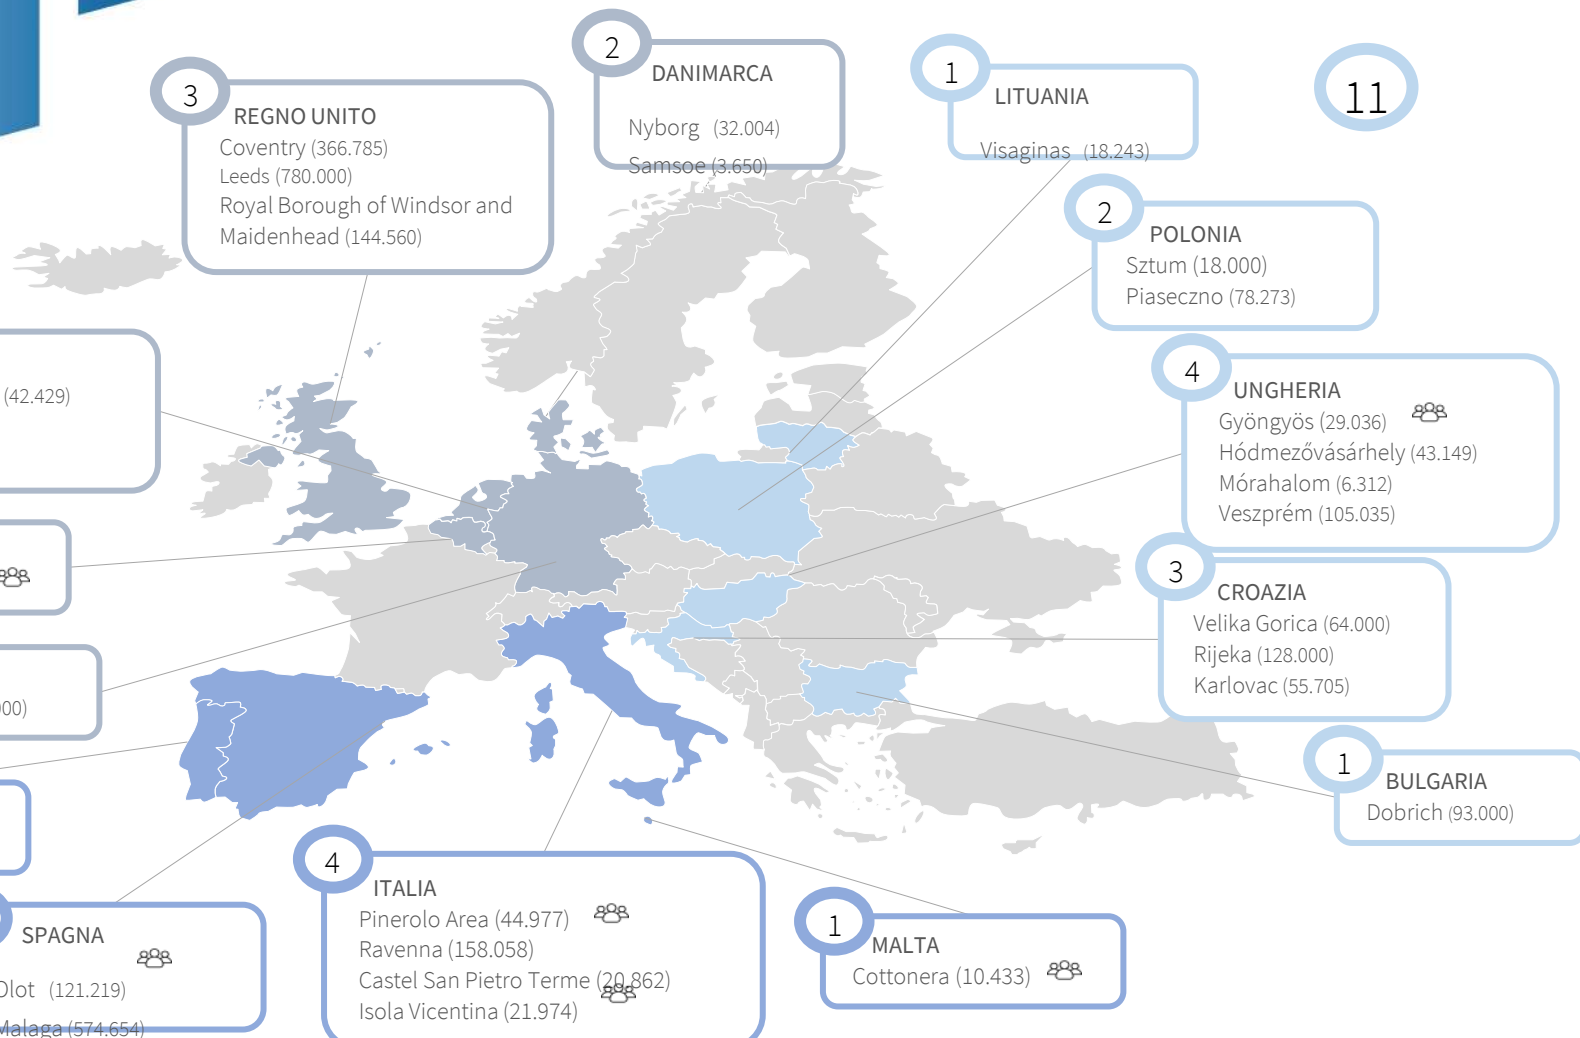 3
REGNO UNITO
Coventry (366.785)
Leeds (780.000)
Royal Borough of Windsor and
Maidenhead (144.560)
2
DANIMARCA
Nyborg (32.004)
Samsoe (3.650)
1
LITUANIA
Visaginas (18.243)
11
2
POLONIA
Sztum (18.000)
Piaseczno (78.273)
(42.429)
4
UNGHERIA
Gyöngyös (29.036)
Hódmezővásárhely (43.149)
Mórahalom (6.312)
Veszprém (105.035)
3
CROAZIA
Velika Gorica (64.000)
Rijeka (128.000)
Karlovac (55.705)
00)
1
BULGARIA
Dobrich (93.000)
4
ITALIA
Pinerolo Area (44.977)
Ravenna (158.058)
Castel San Pietro Terme (20.862)
Isola Vicentina (21.974)
1
MALTA
Cottonera (10.433)
SPAGNA
Olot (121.219)
Malaga (574.654)